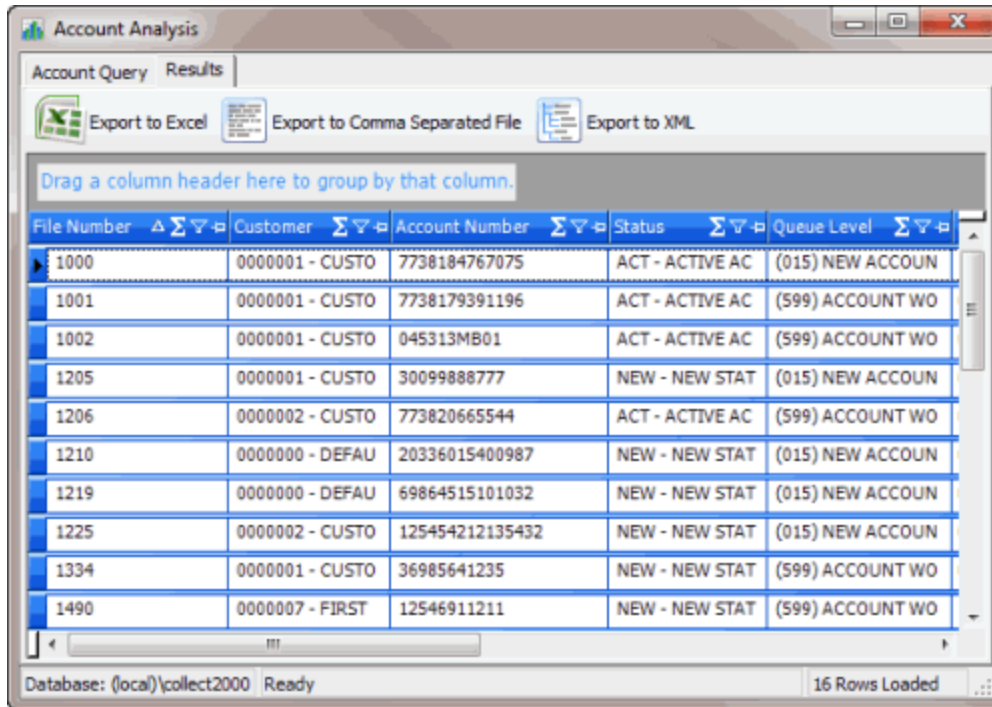 Account Analysis
Account Query Results
Export to Excel Export to Comma Separated File Export to XML
Drag a column header here to group by that column.
File Number Customer Account Number Status Queue Level
1000 0000001 - CUSTO 7738184767075 ACT - ACTIVE AC (015) NEW ACCOUN
1001 0000001 - CUSTO 7738179391196 ACT - ACTIVE AC (599) ACCOUNT WO
1002 0000001 - CUSTO 045313MB01 ACT - ACTIVE AC (599) ACCOUNT WO
1205 0000001 - CUSTO 30099888777 NEW - NEW STAT (015) NEW ACCOUN
1206 0000002 - CUSTO 773820665544 ACT - ACTIVE AC (599) ACCOUNT WO
1210 0000000 - DEFAU 20336015400987 NEW - NEW STAT (015) NEW ACCOUN
1219 0000000 - DEFAU 69864515101032 NEW - NEW STAT (015) NEW ACCOUN
1225 0000002 - CUSTO 125454212135432 NEW - NEW STAT (015) NEW ACCOUN
1334 0000001 - CUSTO 36985641235 NEW - NEW STAT (599) ACCOUNT WO
1490 0000007 - FIRST 12546911211 NEW - NEW STAT (599) ACCOUNT WO
Database: (local)\collect2000 Ready 16 Rows Loaded